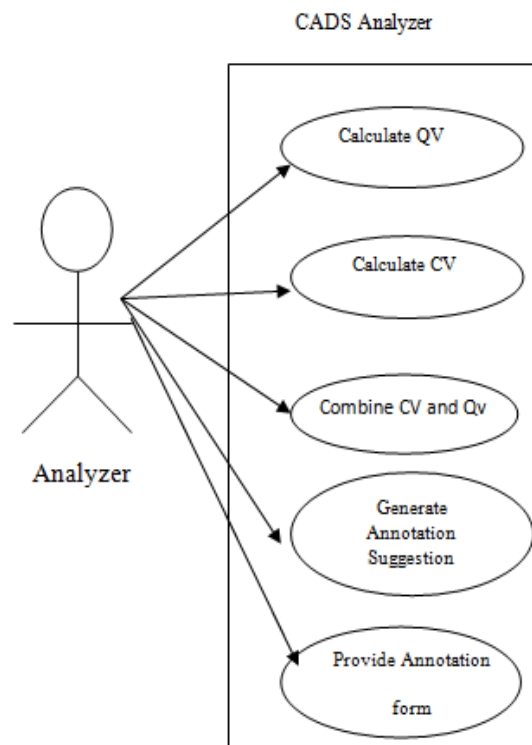 CADS Analyzer
Calculate QV
Calculate CV
Combine CV and Qv
Generate
Annotation
Suggestion
Provide Annotation
form
Analyzer